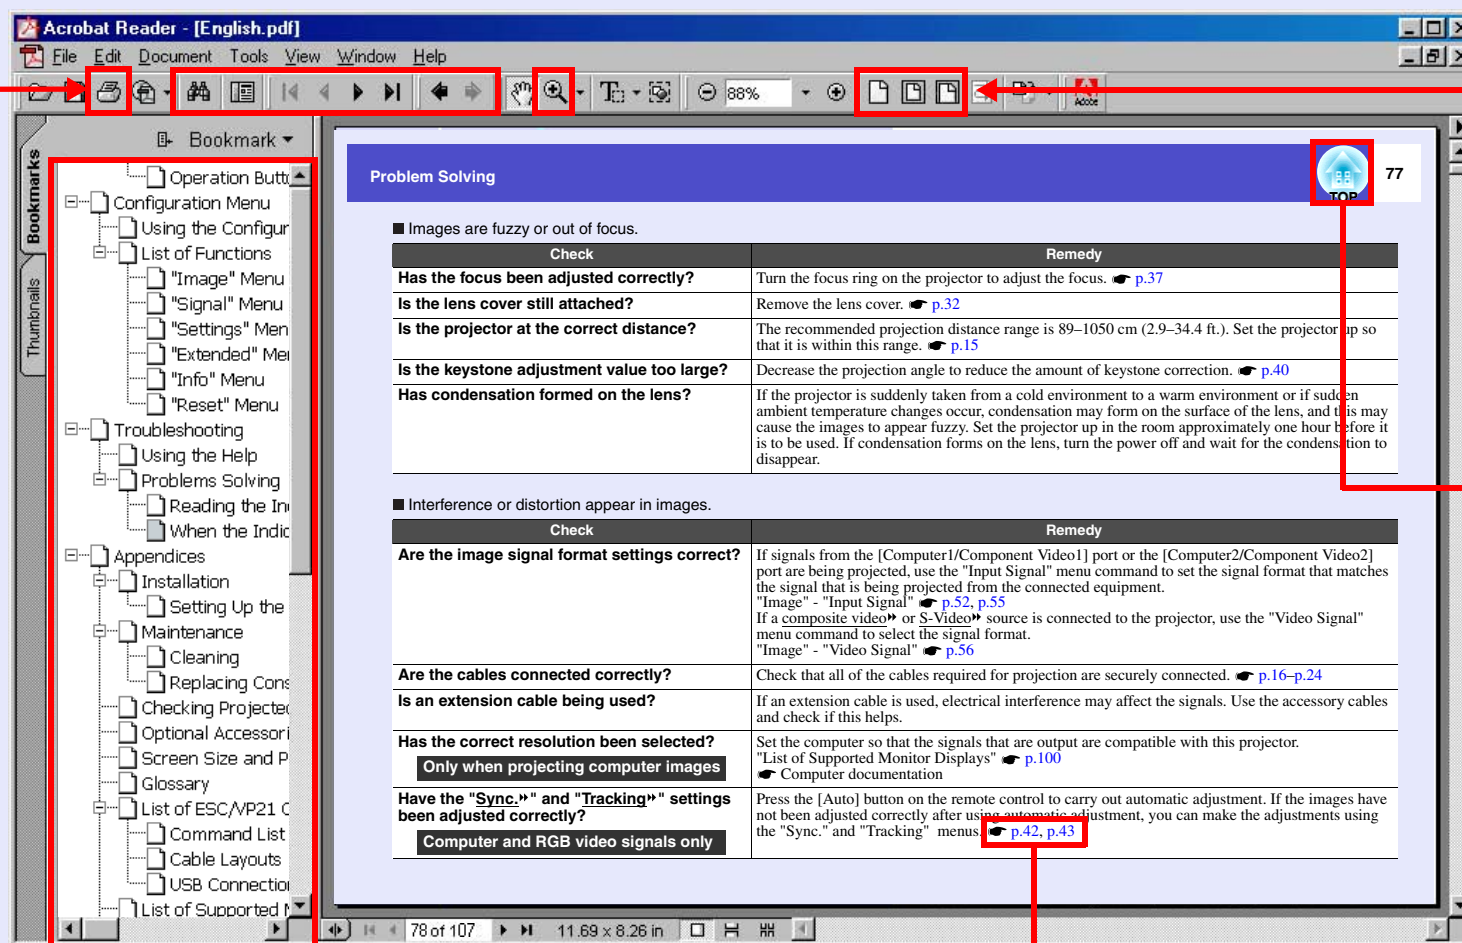 Acrobat Reader - [English.pdf]
File Edit Document Tools View Window Help
88%
Adobe
Bookmarks
Thumbnails
Bookmark
Operation Butt
Configuration Menu
Using the Configur
List of Functions
"Image" Menu
"Signal" Menu
"Settings" Men
"Extended" Me
"Info" Menu
"Reset" Menu
Troubleshooting
Using the Help
Problems Solving
Reading the In
When the Indic
Appendices
Installation
Setting Up the
Maintenance
Cleaning
Replacing Cons
Checking Projected
Optional Accessori
Screen Size and P
Glossary
List of ESC/VP21 C
Command List
Cable Layouts
USB Connection
List of Supported M
Problem Solving
TOP
77
■ Images are fuzzy or out of focus.
Check Remedy
Has the focus been adjusted correctly? Turn the focus ring on the projector to adjust the focus. ☛ p.37
Is the lens cover still attached? Remove the lens cover. ☛ p.32
Is the projector at the correct distance? The recommended projection distance range is 89–1050 cm (2.9–34.4 ft.). Set the projector up so
that it is within this range. ☛ p.15
Is the keystone adjustment value too large? Decrease the projection angle to reduce the amount of keystone correction. ☛ p.40
Has condensation formed on the lens? If the projector is suddenly taken from a cold environment to a warm environment or if sudden
ambient temperature changes occur, condensation may form on the surface of the lens, and this may
cause the images to appear fuzzy. Set the projector up in the room approximately one hour before it
is to be used. If condensation forms on the lens, turn the power off and wait for the condensation to
disappear.
■ Interference or distortion appear in images.
Check Remedy
Are the image signal format settings correct? If signals from the [Computer1/Component Video1] port or the [Computer2/Component Video2]
port are being projected, use the "Input Signal" menu command to set the signal format that matches
the signal that is being projected from the connected equipment.
"Image" - "Input Signal" ☛ p.52, p.55
If a composite video or S-Video source is connected to the projector, use the "Video Signal"
menu command to select the signal format.
"Image" - "Video Signal" ☛ p.56
Are the cables connected correctly? Check that all of the cables required for projection are securely connected. ☛ p.16–p.24
Is an extension cable being used? If an extension cable is used, electrical interference may affect the signals. Use the accessory cables
and check if this helps.
Has the correct resolution been selected? Set the computer so that the signals that are output are compatible with this projector.
Only when projecting computer images "List of Supported Monitor Displays" ☛ p.100
☛ Computer documentation
Have the "Sync." and "Tracking" settings Press the [Auto] button on the remote control to carry out automatic adjustment. If the images have
been adjusted correctly? not been adjusted correctly after using automatic adjustment, you can make the adjustments using
Computer and RGB video signals only the "Sync." and "Tracking" menus. ☛ p.42, p.43
78 of 107 11.69 x 8.26 in